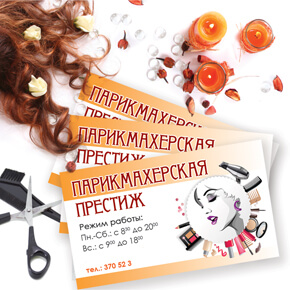 ПАРИКМАХЕРСКАЯ
ПАРИКМАХЕРСКАЯ
ПРЕСТИЖ
ПАРИКМАХЕРСКАЯ
ПРЕСТИЖ
Режим работы:
Пн.-Сб.: с 8³⁰ до 20⁰⁰
Вс.: с 9⁰⁰ до 18⁰⁰
тел.: 370 52 3